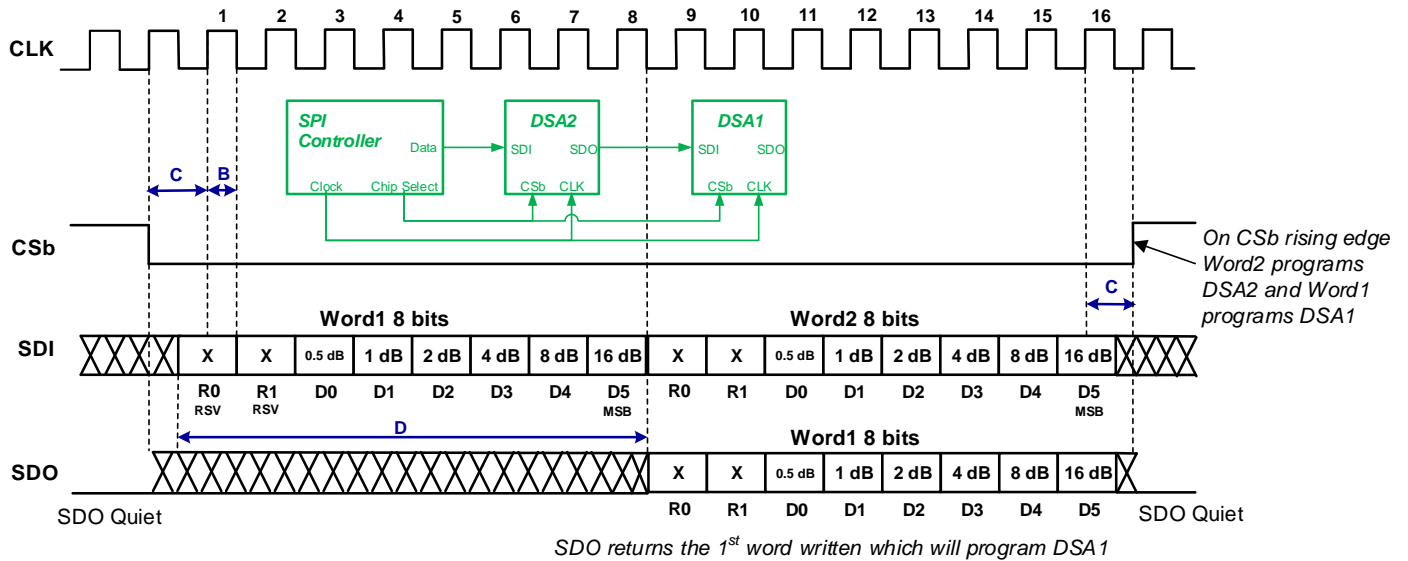 1 2 3 4 5 6 7 8 9 10 11 12 13 14 15 16
CLK
SPI Controller
Data
Clock
Chip Select
DSA2
SDI
SDO
CSb
CLK
DSA1
SDI
SDO
CSb
CLK
C
B
CSb
On CSb rising edge
Word2 programs
DSA2 and Word1
programs DSA1
C
Word1 8 bits
Word2 8 bits
SDI
X X 0.5 dB 1 dB 2 dB 4 dB 8 dB 16 dB X X 0.5 dB 1 dB 2 dB 4 dB 8 dB 16 dB
R0 R1 D0 D1 D2 D3 D4 D5 R0 R1 D0 D1 D2 D3 D4 D5
RSV RSV MSB MSB
D
Word1 8 bits
SDO
X X 0.5 dB 1 dB 2 dB 4 dB 8 dB 16 dB
R0 R1 D0 D1 D2 D3 D4 D5
SDO Quiet
SDO Quiet
SDO returns the 1st word written which will program DSA1